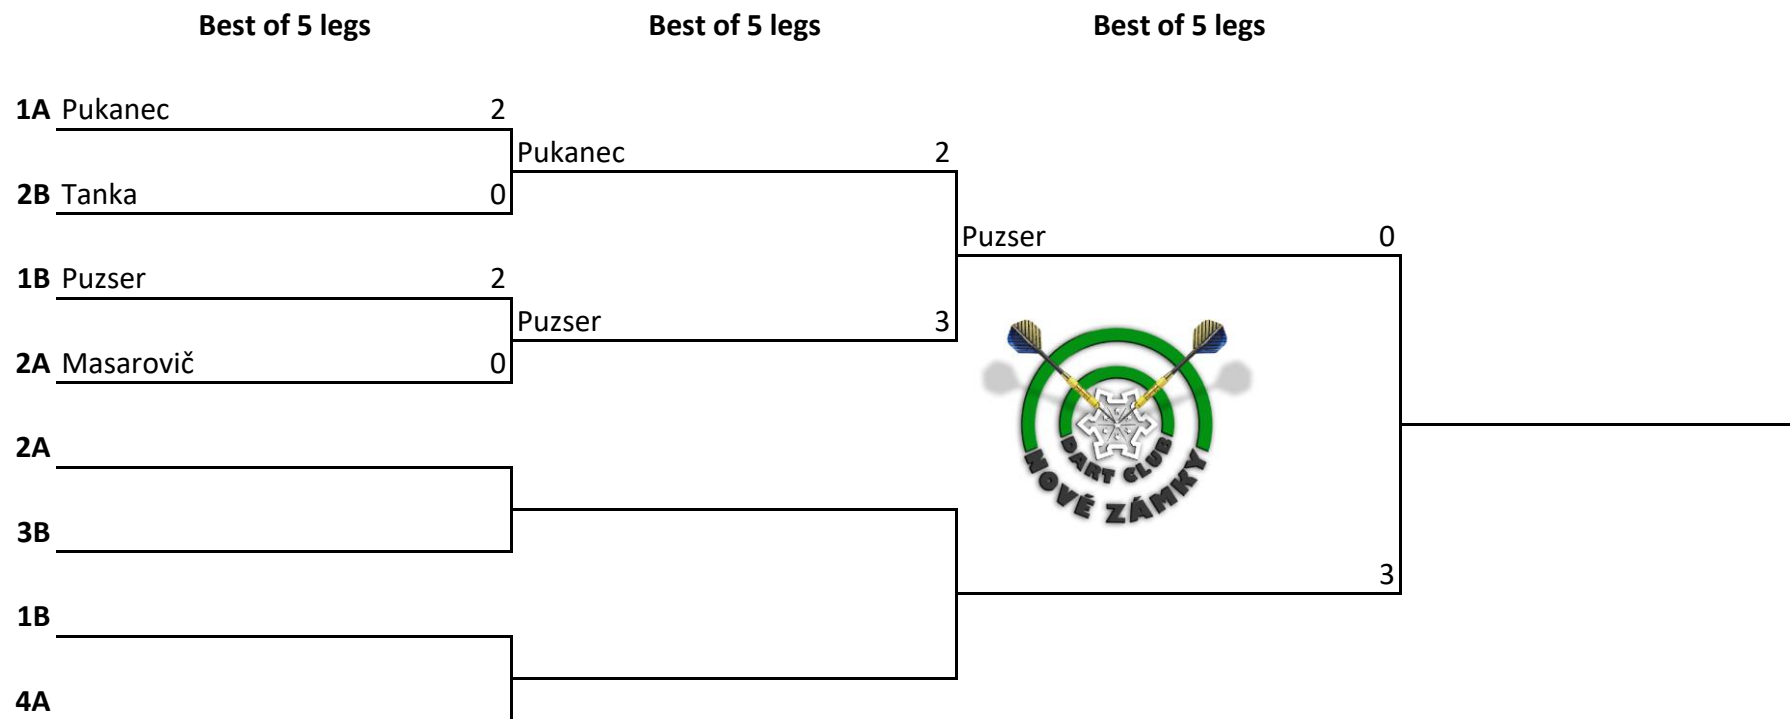 Best of 5 legs Best of 5 legs Best of 5 legs
1A Pukanec 2
Pukanec 2
2B Tanka 0
Puzser 0
1B Puzser 2
Puzser 3
2A Masarovič 0
DART CLUB
NOVÉ ZÁMKY
2A
3B
3
1B
4A